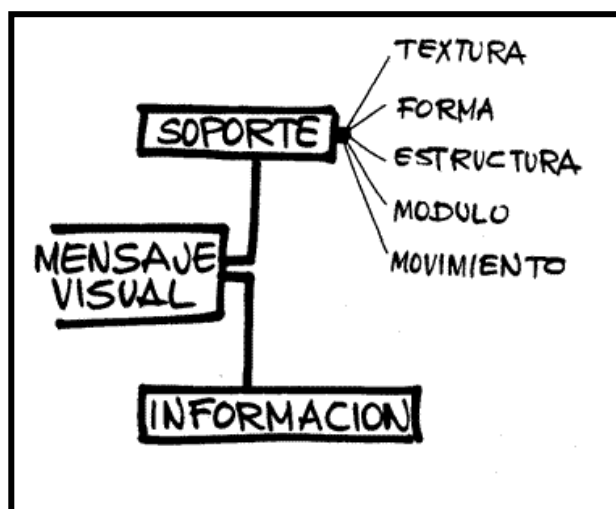 TEXTURA
FORMA
SOPORTE
ESTRUCTURA
MODULO
MENSAJE
VISUAL
MOVIMIENTO
INFORMACION